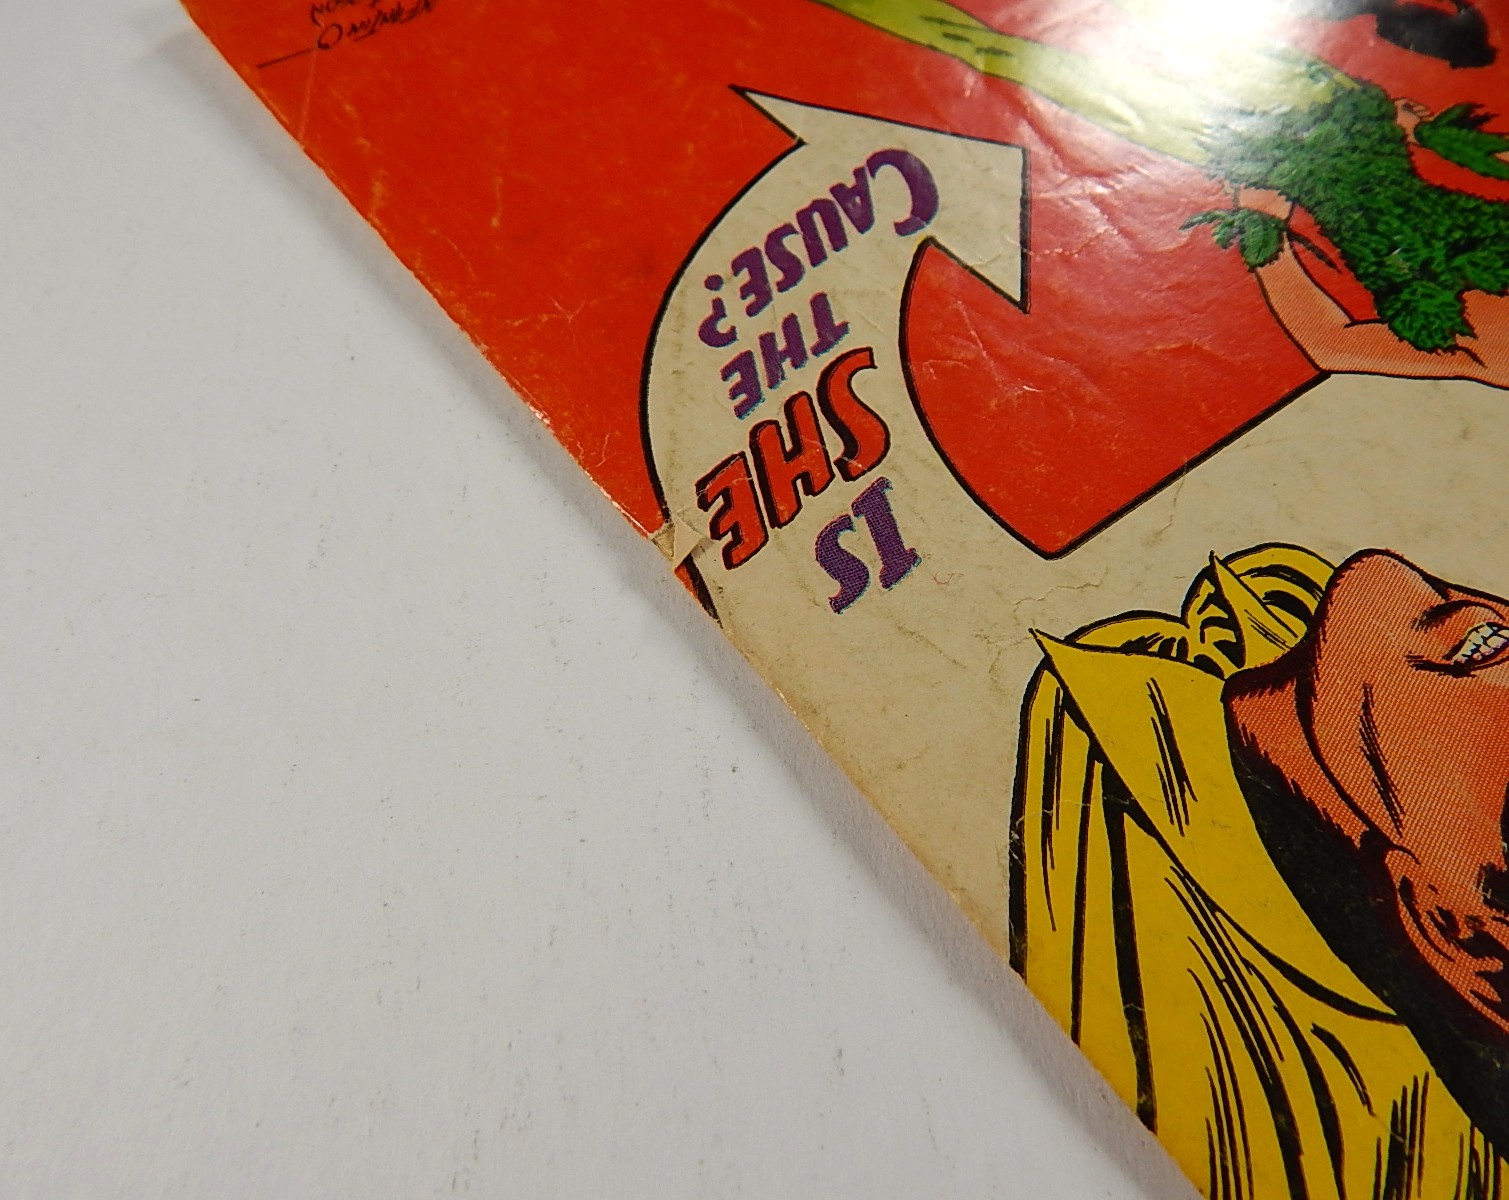 IS
SHE
THE
CAUSE?